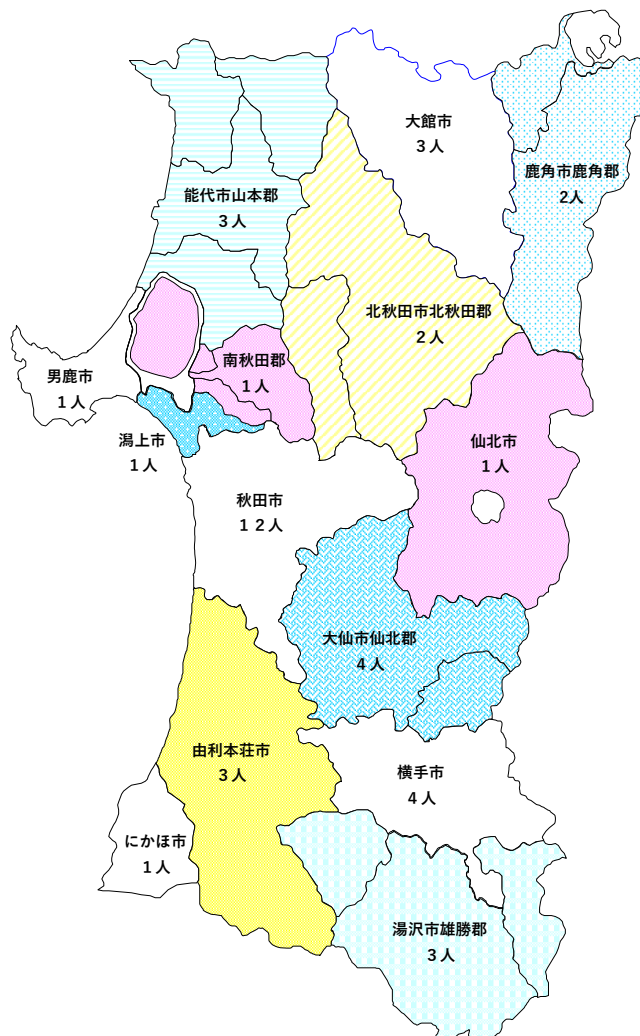 大館市
3人
鹿角市鹿角郡
2人
能代市山本郡
3人
北秋田市北秋田郡
2人
南秋田郡
1人
男鹿市
1人
潟上市
1人
仙北市
1人
秋田市
12人
大仙市仙北郡
4人
由利本荘市
3人
横手市
4人
にかほ市
1人
湯沢市雄勝郡
3人